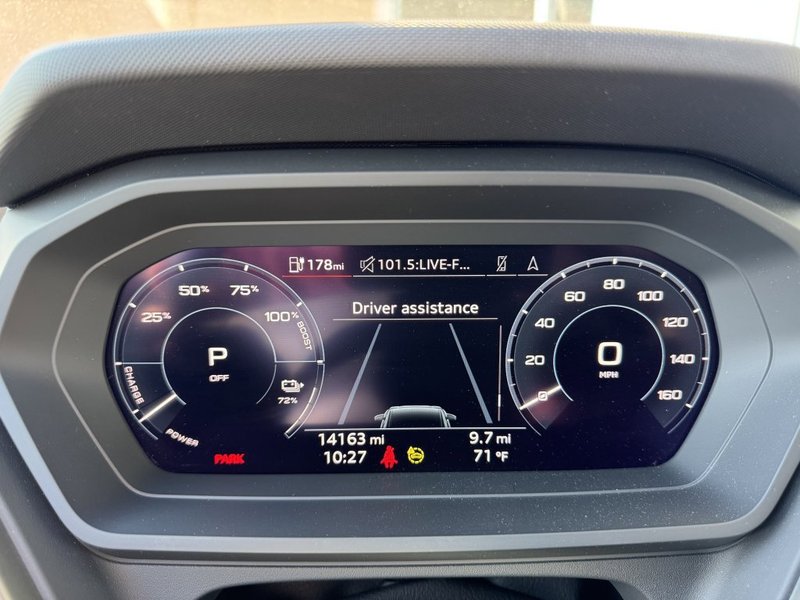 178mi 101.5:LIVE-F...
Driver assistance
25%
50%
75%
100%
BOOST
CHARGE
POWER
P
OFF
72%
0
20
40
60
80
100
120
140
160
0
MPH
14163 mi 9.7 mi
10:27 71 °F
PARK